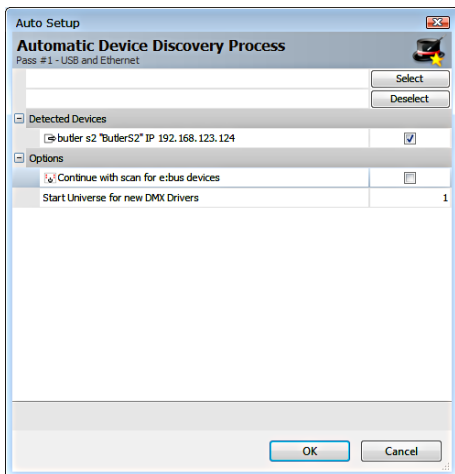 Auto Setup
Automatic Device Discovery Process
Pass #1 - USB and Ethernet
Select
Deselect
Detected Devices
butler s2 "ButlerS2" IP 192.168.123.124
Options
Continue with scan for e:bus devices
Start Universe for new DMX Drivers 1
OK Cancel